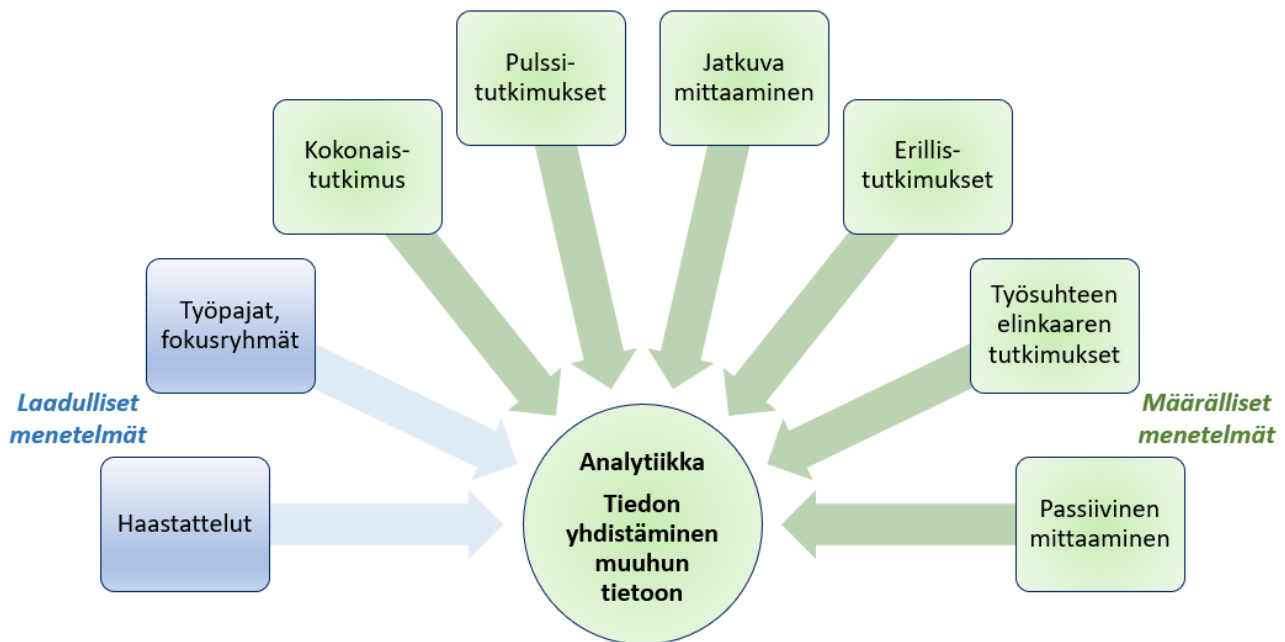 Pulssi-
tutkimukset
Jatkuva
mittaaminen
Kokonais-
tutkimus
Erillis-
tutkimukset
Työpajat,
fokusryhmät
Työsuhteen
elinkaaren
tutkimukset
Laadulliset
menetelmät
Määrälliset
menetelmät
Haastattelut
Analytiikka
Tiedon
yhdistäminen
muuhun
tietoon
Passiivinen
mittaaminen